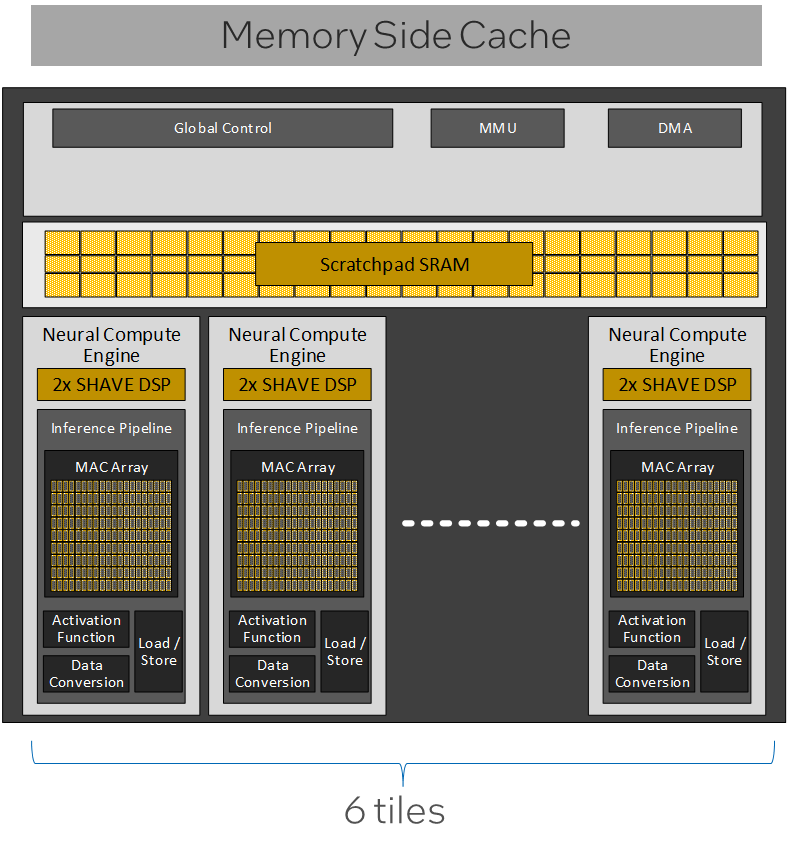 Memory Side Cache
Global Control
MMU
DMA
Scratchpad SRAM
Neural Compute
Engine
2x SHAVE DSP
Inference Pipeline
MAC Array
Activation
Function
Data
Conversion
Load /
Store
Neural Compute
Engine
2x SHAVE DSP
Inference Pipeline
MAC Array
Activation
Function
Data
Conversion
Load /
Store
Neural Compute
Engine
2x SHAVE DSP
Inference Pipeline
MAC Array
Activation
Function
Data
Conversion
Load /
Store
6 tiles